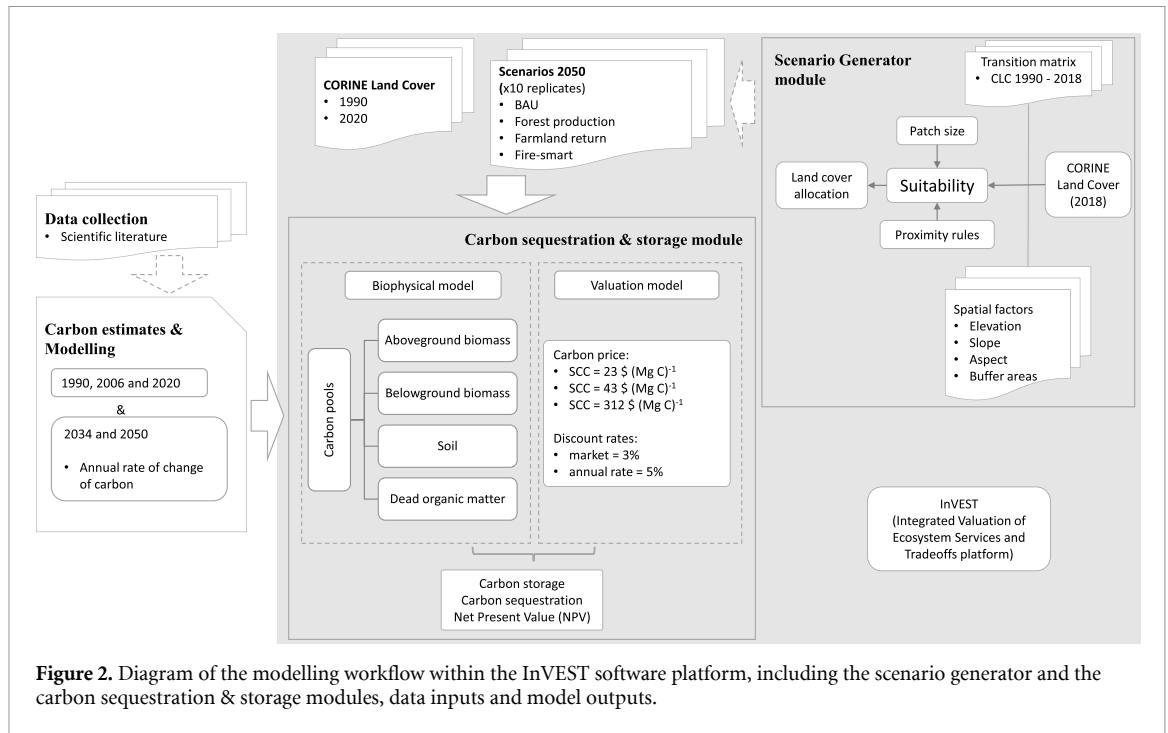 CORINE Land Cover
• 1990
• 2020
Scenarios 2050
(x10 replicates)
• BAU
• Forest production
• Farmland return
• Fire-smart
Scenario Generator
module
Transition matrix
• CLC 1990 - 2018
Patch size
Land cover
allocation
Suitability
CORINE
Land Cover
(2018)
Proximity rules
Spatial factors
• Elevation
• Slope
• Aspect
• Buffer areas
Data collection
• Scientific literature
Carbon estimates &
Modelling
1990, 2006 and 2020
&
2034 and 2050
• Annual rate of change
of carbon
Carbon sequestration & storage module
Biophysical model
Carbon pools
Aboveground biomass
Belowground biomass
Soil
Dead organic matter
Valuation model
Carbon price:
• SCC = 23 $ (Mg C)⁻¹
• SCC = 43 $ (Mg C)⁻¹
• SCC = 312 $ (Mg C)⁻¹
Discount rates:
• market = 3%
• annual rate = 5%
Carbon storage
Carbon sequestration
Net Present Value (NPV)
InVEST
(Integrated Valuation of
Ecosystem Services and
Tradeoffs platform)
Figure 2. Diagram of the modelling workflow within the InVEST software platform, including the scenario generator and the
carbon sequestration & storage modules, data inputs and model outputs.